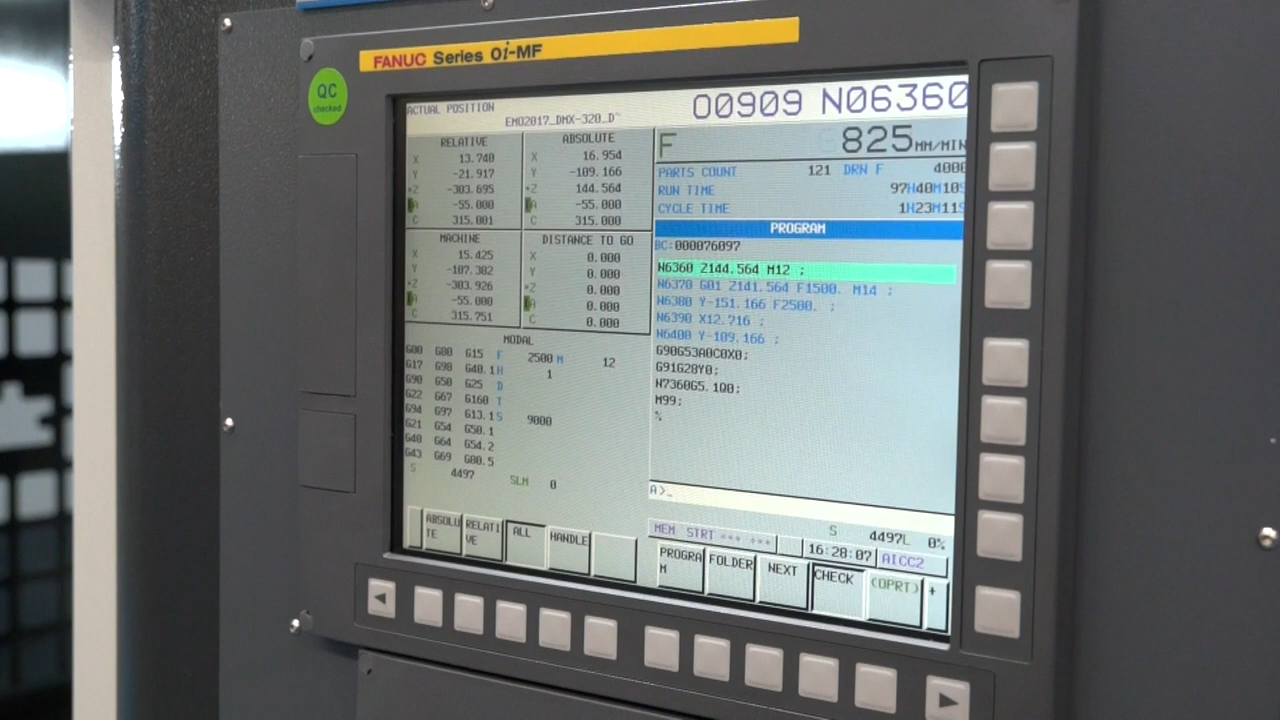 FANUC Series 0i-MF
QC
checked
ACTUAL POSITION
EMO2017_DMX-320_D~
O0909 N06360
RELATIVE
X 13.740
Y -21.917
*Z -303.695
A -55.000
C 315.001
ABSOLUTE
X 16.954
Y -109.166
*Z 144.564
A -55.000
C 315.000
MACHINE
X 15.425
Y -107.302
*Z -303.926
A -55.000
C 315.751
DISTANCE TO GO
X 0.000
Y 0.000
*Z 0.000
A 0.000
C 0.000
MODAL
G00 G80 G15 F 2500 M 12
G17 G98 G40.1 H 1
G90 G50 G25 D
G22 G67 G160 T
G94 G97 G13.1 S 9000
G21 G54 G50.1
G40 G64 G54.2
G43 G69 G80.5
S 4497
SLM 0
F 825 MM/MIN
PARTS COUNT 121 DRN F 4000
RUN TIME 97H40M10S
CYCLE TIME 1H23M11S
PROGRAM
BC:000076097
N6360 Z144.564 M12 ;
N6370 G01 Z141.564 F1500. M14 ;
N6380 Y-151.166 F2500. ;
N6390 X12.716 ;
N6400 Y-109.166 ;
G90G53A0C0X0;
G91G28Y0;
N7360G5.1Q0;
M99;
%
A>_
S 4497L 0%
MEM STRT *** ***
16:28:07 AICC2
ABSOLUTE
RELATIVE
ALL
HANDLE
PROGRAM
FOLDER
NEXT
CHECK
(OPRT)
+